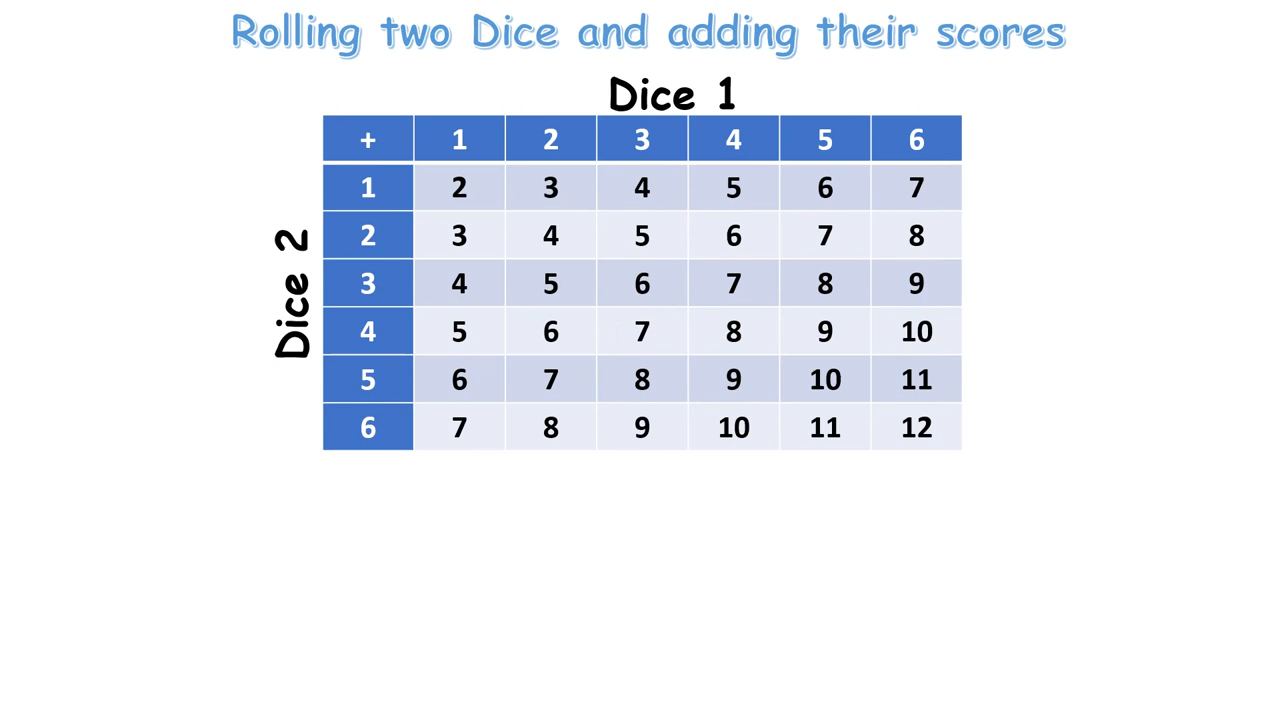 Rolling two Dice and adding their scores
Dice 1
Dice 2
+ 1 2 3 4 5 6
1 2 3 4 5 6 7
2 3 4 5 6 7 8
3 4 5 6 7 8 9
4 5 6 7 8 9 10
5 6 7 8 9 10 11
6 7 8 9 10 11 12